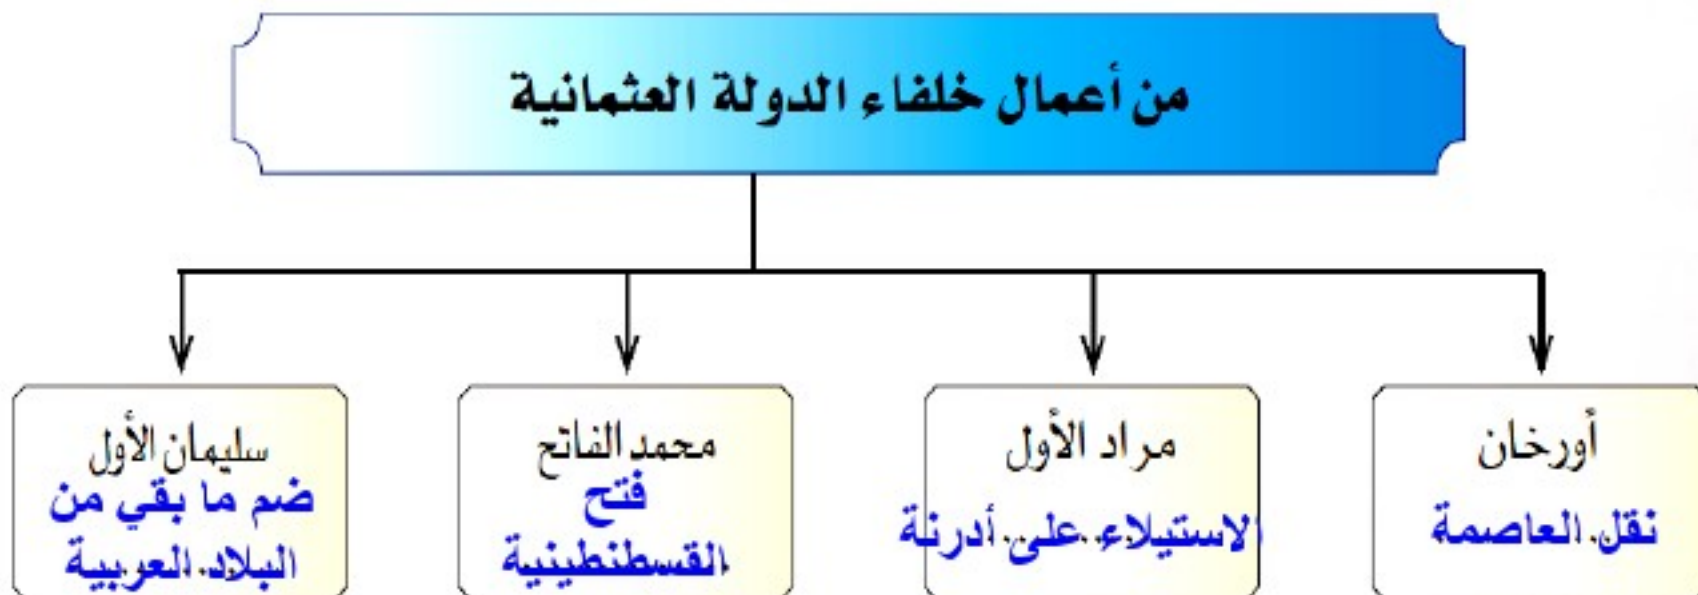 من أعمال خلفاء الدولة العثمانية
أورخان
نقل العاصمة
مراد الأول
الاستيلاء على أدرنة
محمد الفاتح
فتح
القسطنطينية
سليمان الأول
ضم ما بقي من
البلاد العربية